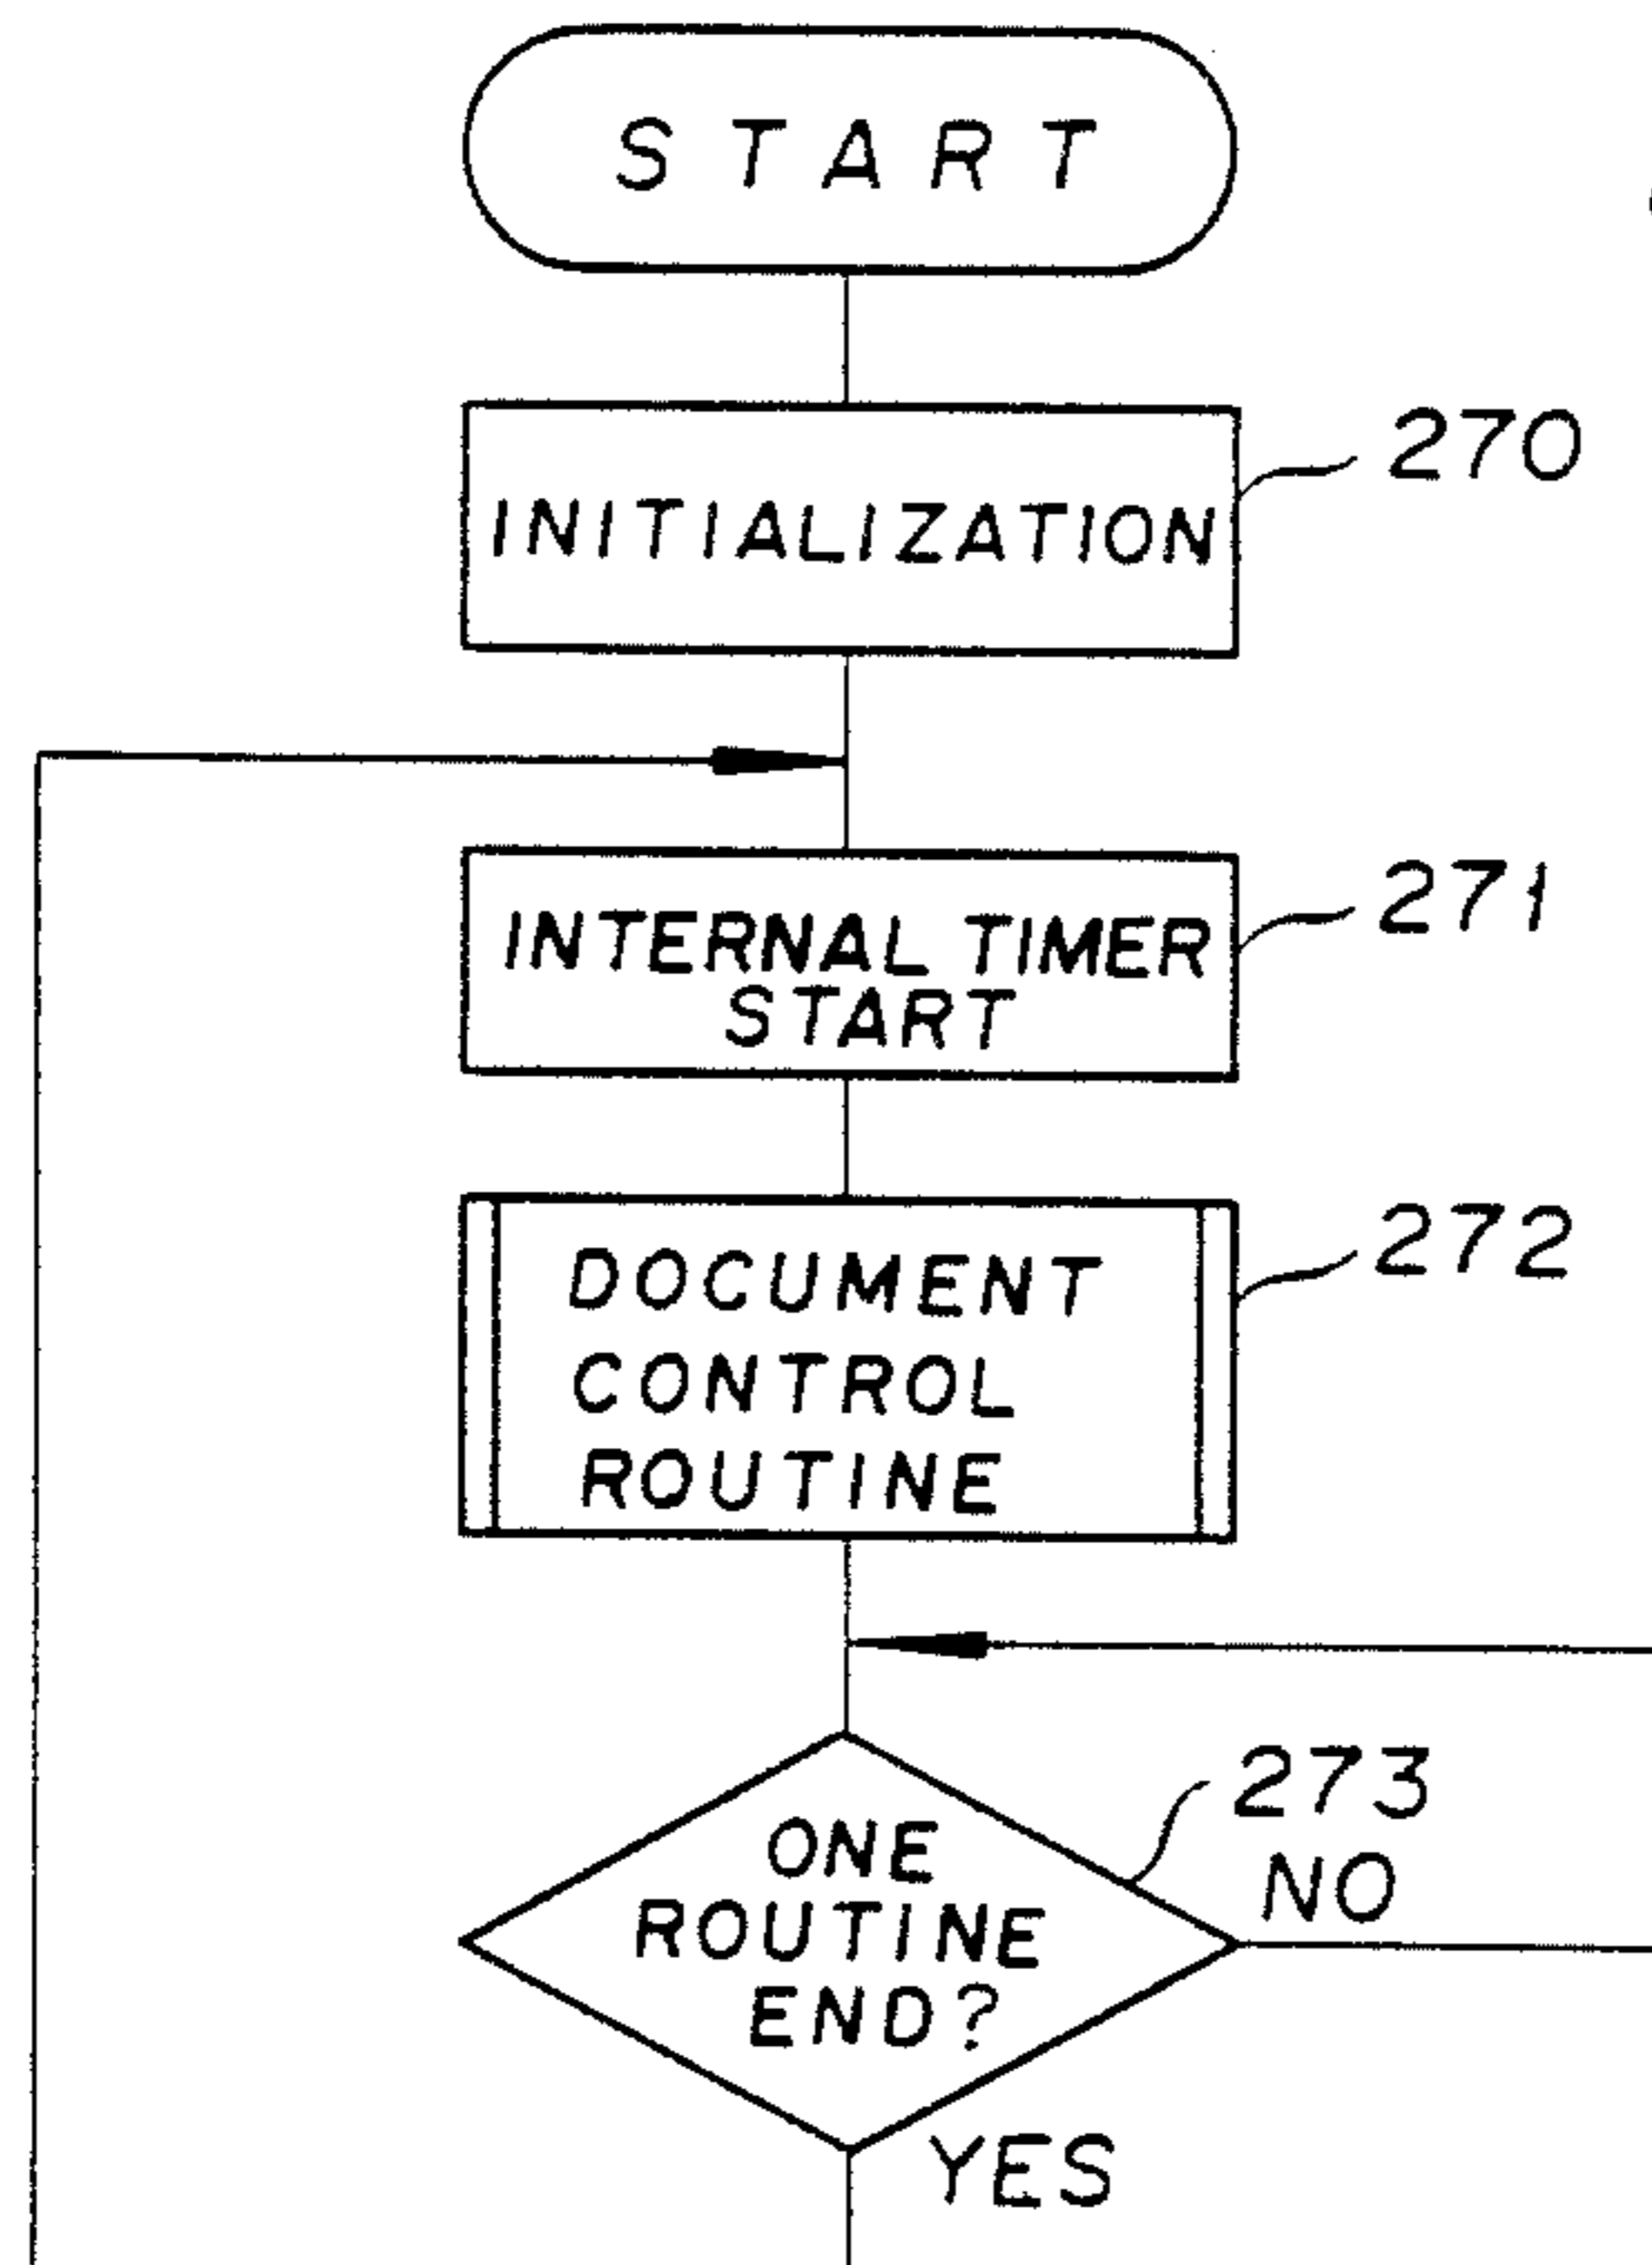 START
INITIALIZATION
270
INTERNAL TIMER
START
271
DOCUMENT
CONTROL
ROUTINE
272
ONE
ROUTINE
END?
273
NO
YES